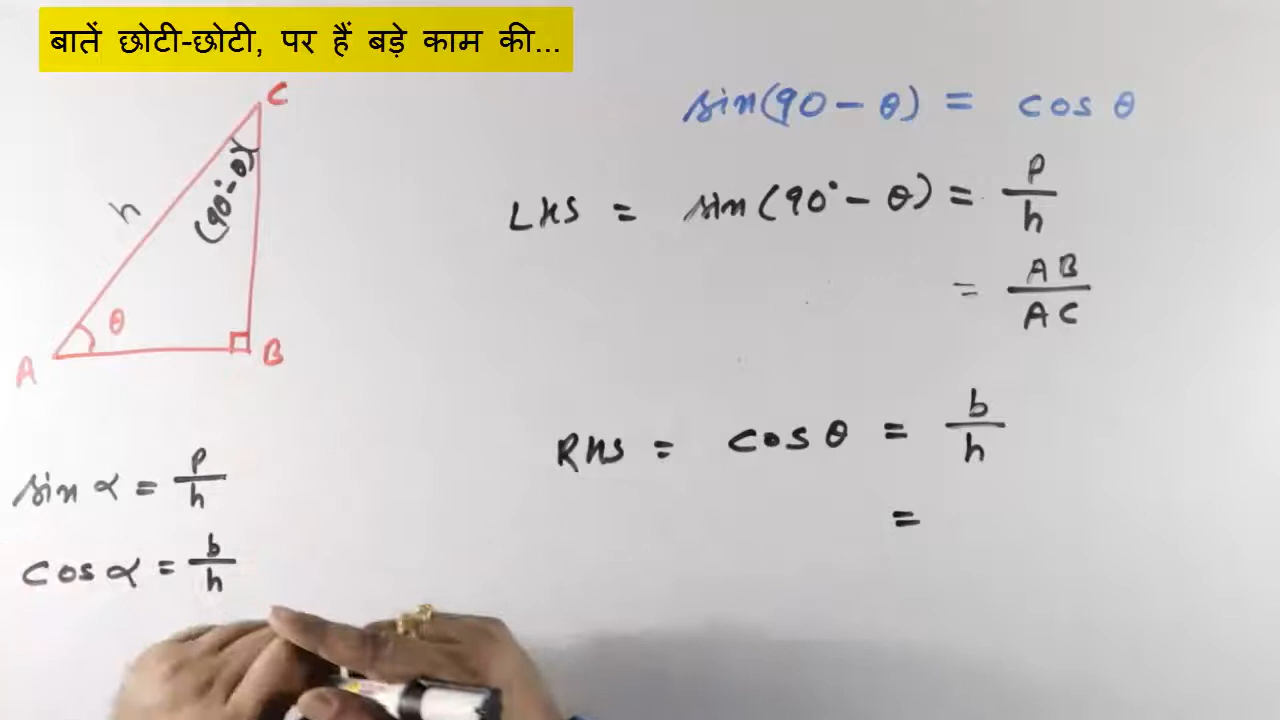 बातें छोटी-छोटी, पर हैं बड़े काम की...
C
h
(90°-θ)
θ
A
B
sin α = p/h
cos α = b/h
sin(90 - θ) = cos θ
LHS = sin(90° - θ) = p/h
= AB/AC
RHS = cos θ = b/h
=